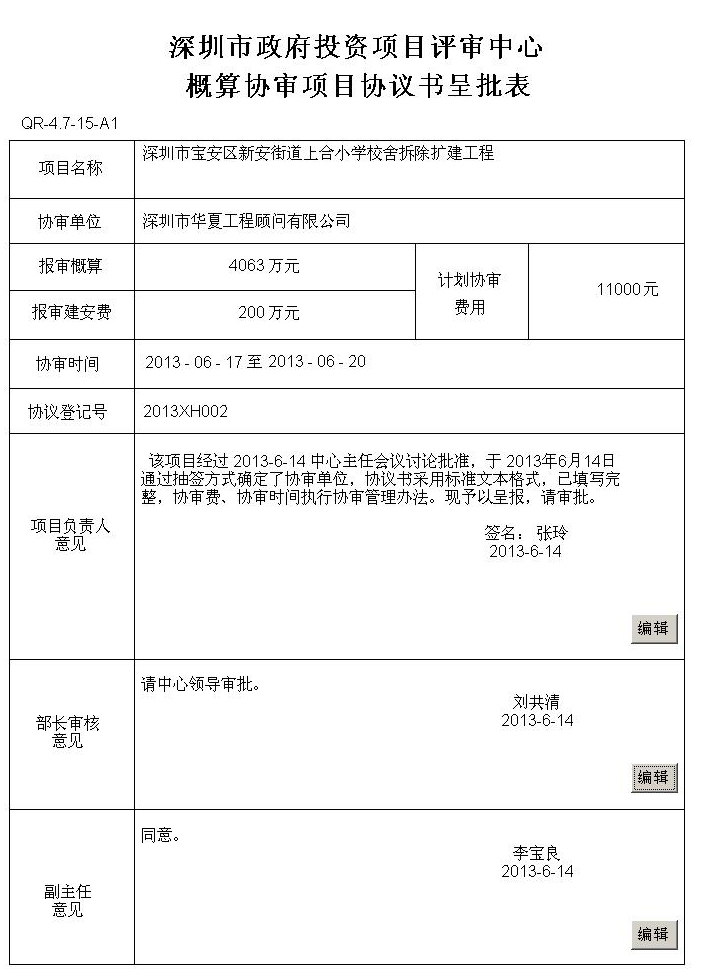 深圳市政府投资项目评审中心
概算协审项目协议书呈批表
QR-4.7-15-A1
项目名称
深圳市宝安区新安街道上合小学校舍拆除扩建工程
协审单位
深圳市华夏工程顾问有限公司
报审概算
4063 万元
计划协审
费用
11000 元
报审建安费
200 万元
协审时间
2013 - 06 - 17 至 2013 - 06 - 20
协议登记号
2013XH002
项目负责人
意见
该项目经过 2013-6-14 中心主任会议讨论批准，于 2013年6月14日
通过抽签方式确定了协审单位，协议书采用标准文本格式，已填写完
整，协审费、协审时间执行协审管理办法。现予以呈报，请审批。
签名： 张玲
2013-6-14
编辑
部长审核
意见
请中心领导审批。
刘共清
2013-6-14
编辑
副主任
意见
同意。
李宝良
2013-6-14
编辑